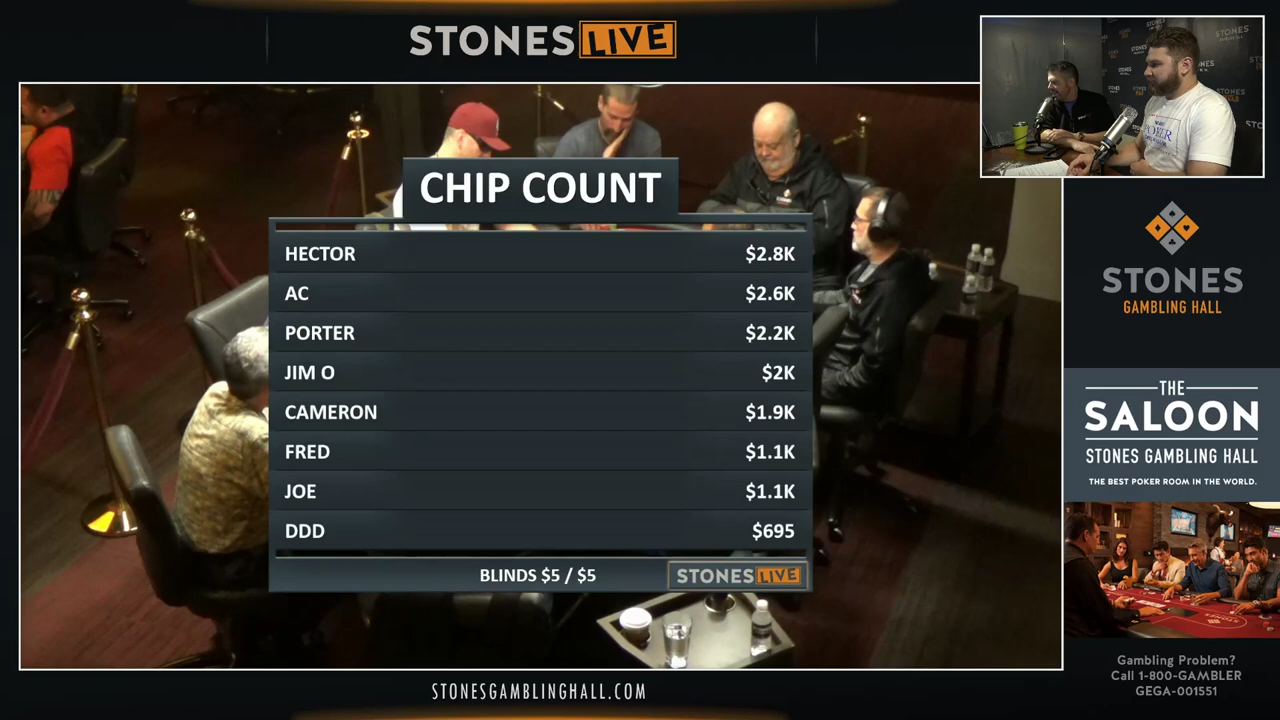 STONES LIVE
CHIP COUNT
HECTOR $2.8K
AC $2.6K
PORTER $2.2K
JIM O $2K
CAMERON $1.9K
FRED $1.1K
JOE $1.1K
DDD $695
BLINDS $5 / $5
STONES LIVE
STONES
GAMBLING HALL
THE
SALOON
STONES GAMBLING HALL
THE BEST POKER ROOM IN THE WORLD.
STONESGAMBLINGHALL.COM
Gambling Problem?
Call 1-800-GAMBLER
GEGA-001551